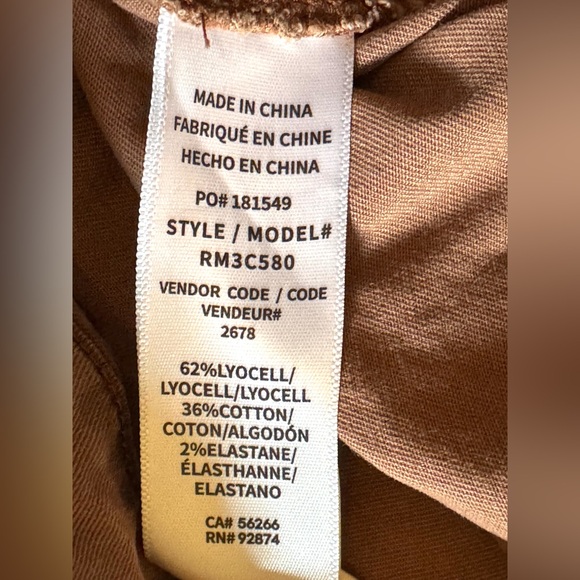 MADE IN CHINA
FABRIQUÉ EN CHINE
HECHO EN CHINA
PO# 181549
STYLE / MODEL#
RM3C580
VENDOR CODE / CODE
VENDEUR#
2678
62%LYOCELL/
LYOCELL/LYOCELL
36%COTTON/
COTON/ALGODÓN
2%ELASTANE/
ÉLASTHANNE/
ELASTANO
CA# 56266
RN# 92874